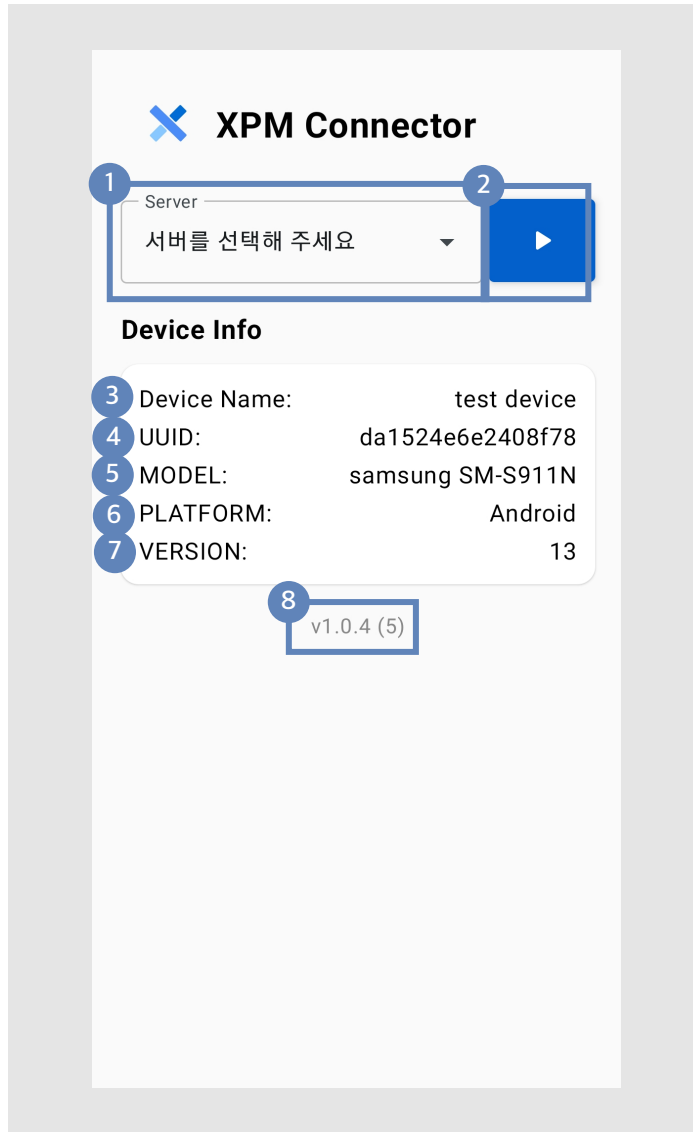 XPM Connector
1
2
Server
서버를 선택해 주세요
Device Info
3 Device Name: test device
4 UUID: da1524e6e2408f78
5 MODEL: samsung SM-S911N
6 PLATFORM: Android
7 VERSION: 13
8
v1.0.4 (5)